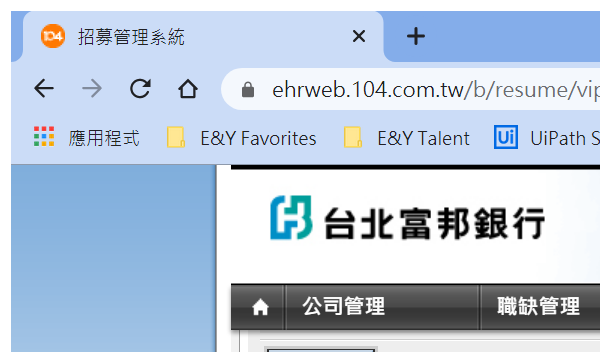 104 招募管理系統
ehrweb.104.com.tw/b/resume/vip
應用程式 E&Y Favorites E&Y Talent Ui UiPath S
台北富邦銀行
公司管理 職缺管理